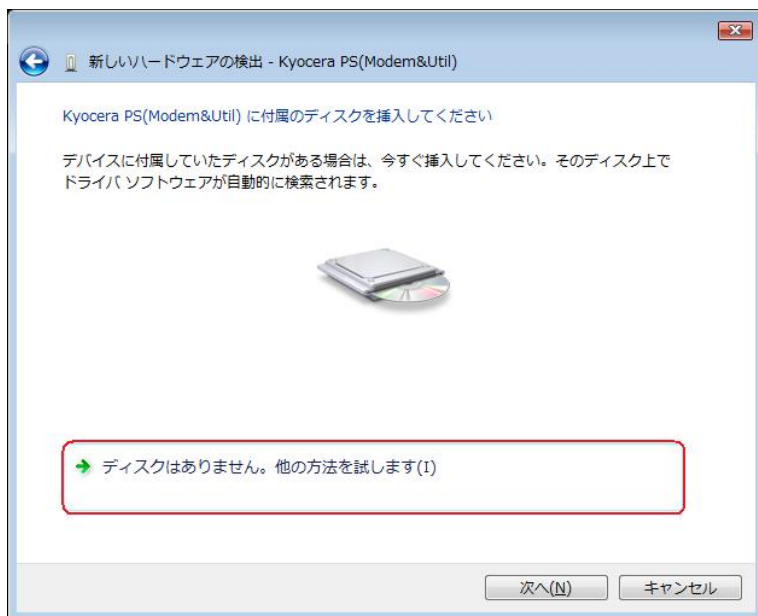 新しいハードウェアの検出 - Kyocera PS(Modem&Util)
Kyocera PS(Modem&Util) に付属のディスクを挿入してください
デバイスに付属していたディスクがある場合は、今すぐ挿入してください。そのディスク上で
ドライバ ソフトウェアが自動的に検索されます。
ディスクはありません。他の方法を試します(I)
次へ(N) キャンセル